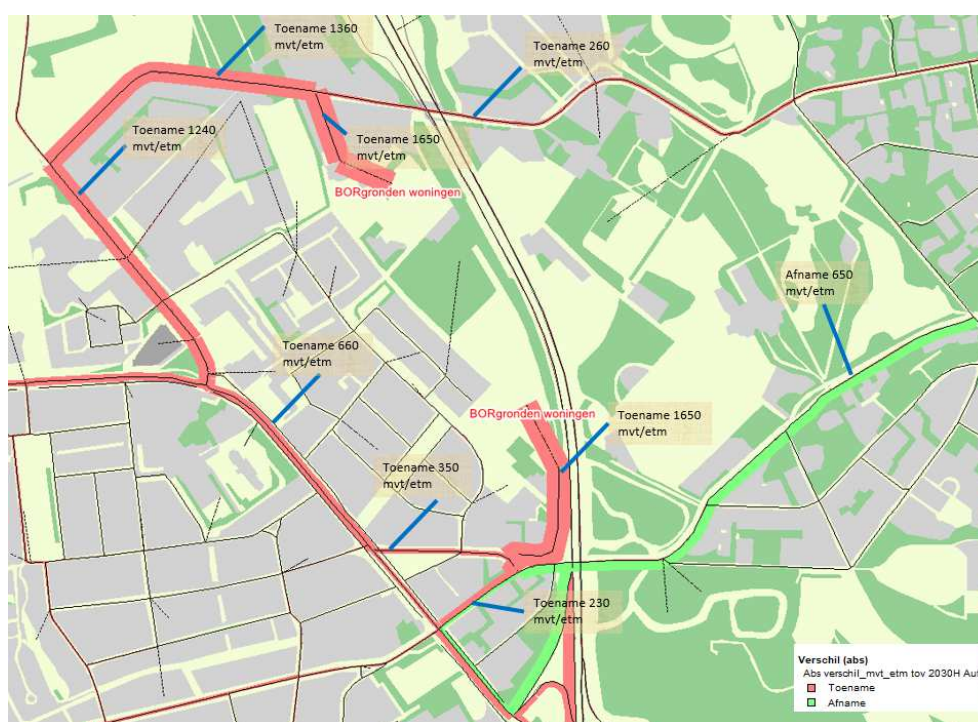 Toename 1360
mvt/etm
Toename 260
mvt/etm
Toename 1240
mvt/etm
Toename 1650
mvt/etm
BORgronden woningen
Afname 650
mvt/etm
Toename 660
mvt/etm
BORgronden woningen
Toename 1650
mvt/etm
Toename 350
mvt/etm
Toename 230
mvt/etm
Verschil (abs)
Abs verschil_mvt_etm tov 2030H Aut
Toename
Afname